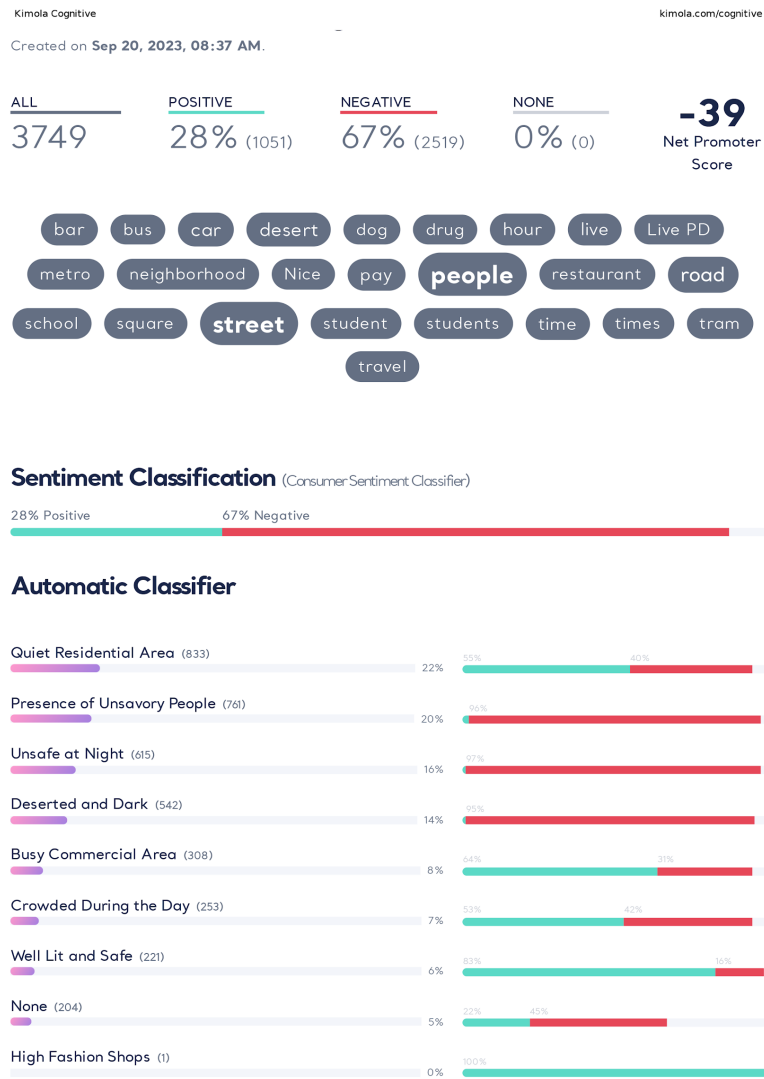 Kimola Cognitive kimola.com/cognitive
Created on Sep 20, 2023, 08:37 AM.
ALL POSITIVE NEGATIVE NONE -39
3749 28% (1051) 67% (2519) 0% (0) Net Promoter
Score
bar bus car desert dog drug hour live Live PD
metro neighborhood Nice pay people restaurant road
school square street student students time times tram
travel
Sentiment Classification (Consumer Sentiment Classifier)
28% Positive 67% Negative
Automatic Classifier
Quiet Residential Area (833) 22% 55% 40%
Presence of Unsavory People (761) 20% 96%
Unsafe at Night (615) 16% 97%
Deserted and Dark (542) 14% 95%
Busy Commercial Area (308) 8% 64% 31%
Crowded During the Day (253) 7% 53% 42%
Well Lit and Safe (221) 6% 83% 16%
None (204) 5% 22% 45%
High Fashion Shops (1) 0% 100%